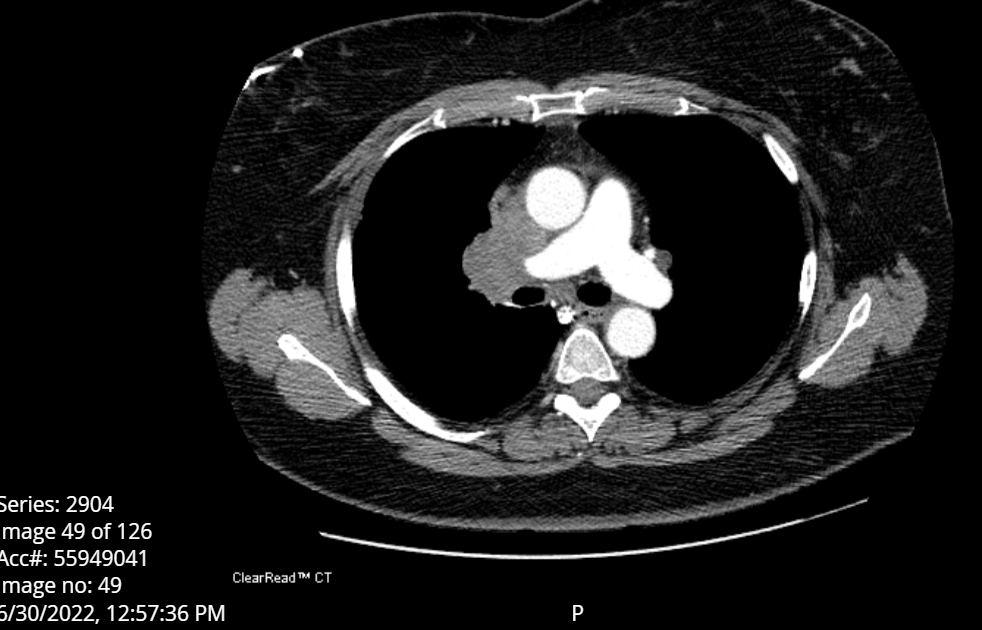 Series: 2904
mage 49 of 126
Acc#: 55949041
mage no: 49
6/30/2022, 12:57:36 PM
ClearRead™ CT
P